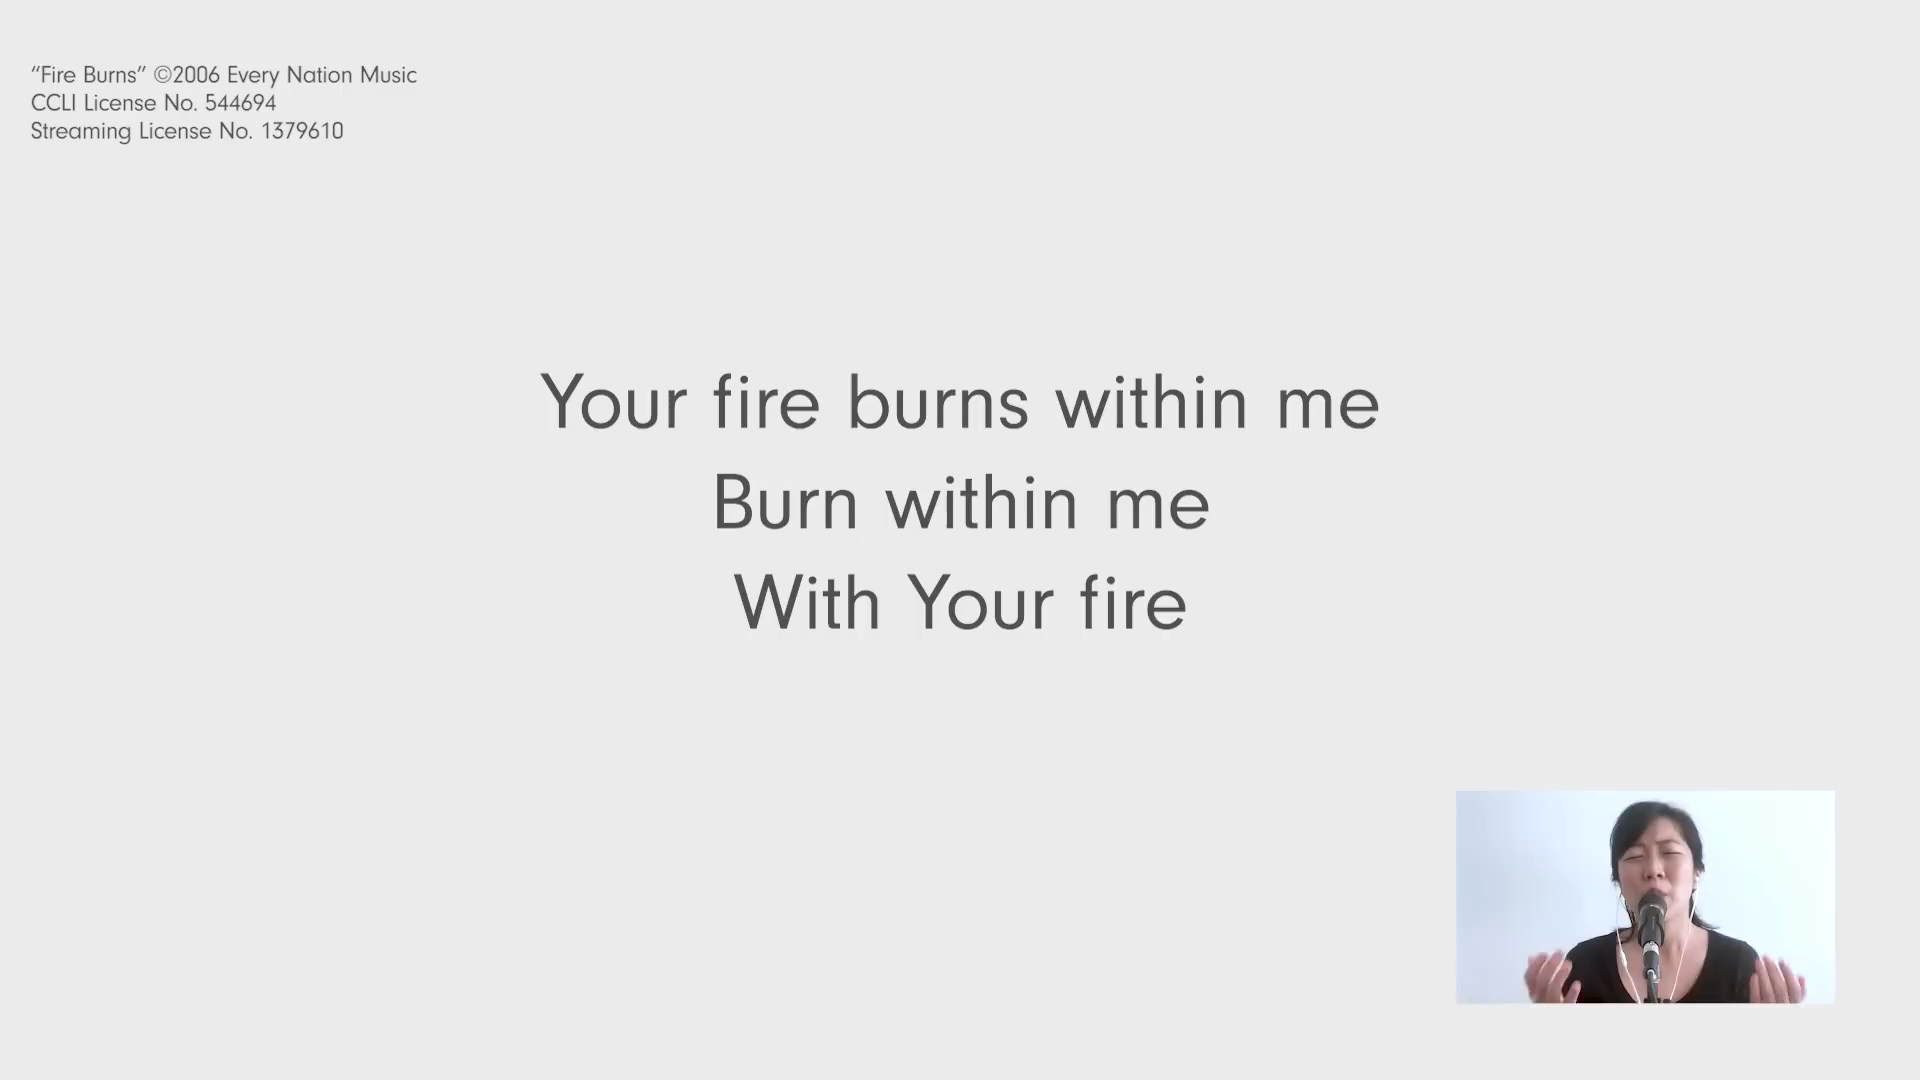 “Fire Burns” ©2006 Every Nation Music
CCLI License No. 544694
Streaming License No. 1379610
Your fire burns within me
Burn within me
With Your fire